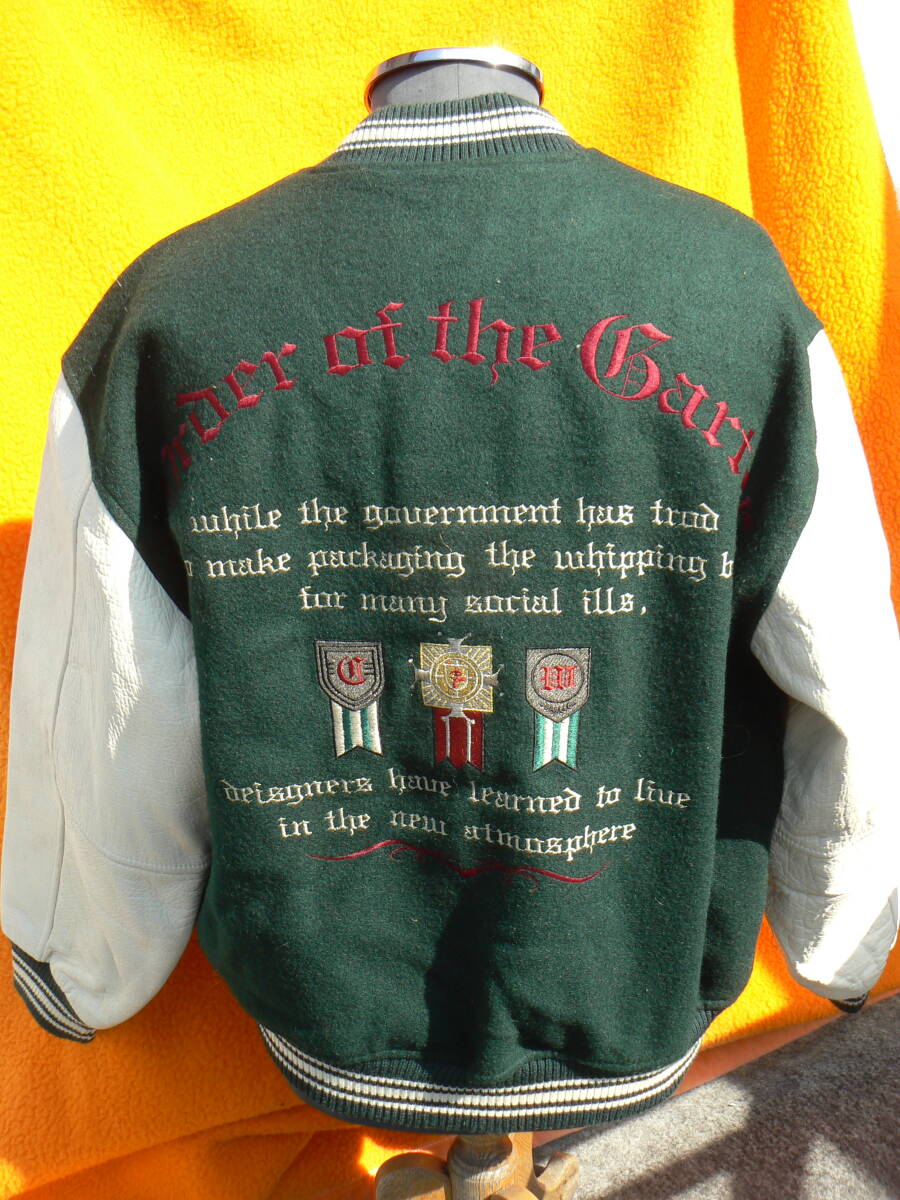 rder of the Gart
while the government has trad
o make packaging the whipping b
for many social ills,
C
W
deisgners have learned to live
in the new atmosphere